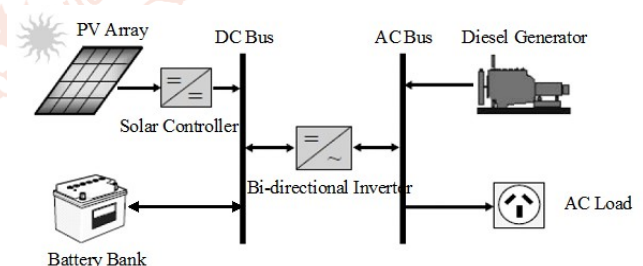 PV Array
DC Bus
AC Bus
Diesel Generator
Solar Controller
Bi-directional Inverter
Battery Bank
AC Load